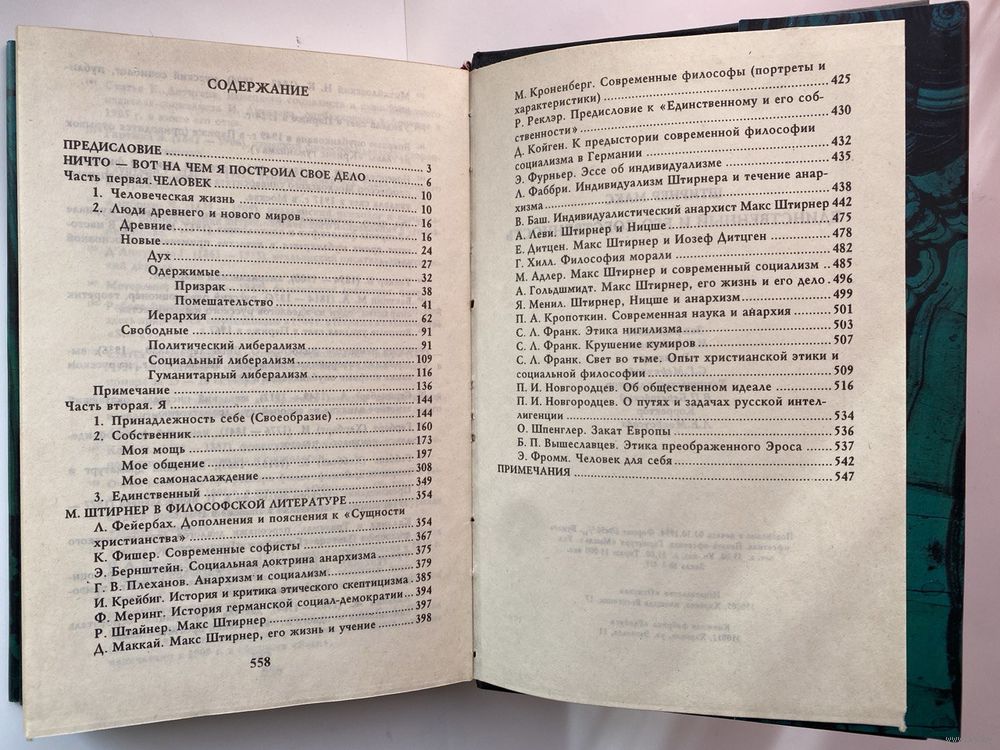 СОДЕРЖАНИЕ
ПРЕДИСЛОВИЕ 3
НИЧТО — ВОТ НА ЧЕМ Я ПОСТРОИЛ СВОЕ ДЕЛО 6
Часть первая.ЧЕЛОВЕК 10
1. Человеческая жизнь 10
2. Люди древнего и нового миров 16
Древние 16
Новые 24
Дух 27
Одержимые 32
Призрак 38
Помешательство 41
Иерархия 62
Свободные 91
Политический либерализм 91
Социальный либерализм 109
Гуманитарный либерализм 116
Примечание 136
Часть вторая. Я 144
1. Принадлежность себе (Своеобразие) 144
2. Собственник 160
Моя мощь 173
Мое общение 197
Мое самонаслаждение 308
3. Единственный 349
М. ШТИРНЕР В ФИЛОСОФСКОЙ ЛИТЕРАТУРЕ 354
Л. Фейербах. Дополнения и пояснения к «Сущности
христианства» 354
К. Фишер. Современные софисты 367
Э. Бернштейн. Социальная доктрина анархизма 375
Г. В. Плеханов. Анархизм и социализм 379
И. Крейбиг. История и критика этического скептицизма 385
Ф. Меринг. История германской социал-демократии 394
Р. Штайнер. Макс Штирнер 397
Д. Маккай. Макс Штирнер, его жизнь и учение 398
558
М. Кроненберг. Современные философы (портреты и
характеристики) 425
Р. Реклэр. Предисловие к «Единственному и его соб-
ственности» 430
Д. Койген. К предыстории современной философии
социализма в Германии 432
Э. Фурньер. Эссе об индивидуализме 435
Л. Фаббри. Индивидуализм Штирнера и течение анар-
хизма 438
В. Баш. Индивидуалистический анархист Макс Штирнер 442
А. Леви. Штирнер и Ницше 475
Е. Дитцен. Макс Штирнер и Иозеф Дитцген 478
Г. Хилл. Философия морали 482
М. Адлер. Макс Штирнер и современный социализм 485
А. Гольдшмидт. Макс Штирнер, его жизнь и его дело 496
Я. Менил. Штирнер, Ницше и анархизм 499
П. А. Кропоткин. Современная наука и анархия 501
С. Л. Франк. Этика нигилизма 503
С. Л. Франк. Крушение кумиров 507
С. Л. Франк. Свет во тьме. Опыт христианской этики и
социальной философии 509
П. И. Новгородцев. Об общественном идеале 516
П. И. Новгородцев. О путях и задачах русской интел-
лигенции 534
О. Шпенглер. Закат Европы 536
Б. П. Вышеславцев. Этика преображенного Эроса 537
Э. Фромм. Человек для себя 542
ПРИМЕЧАНИЯ 547